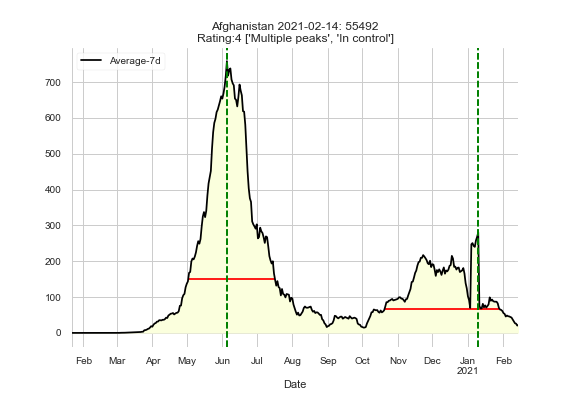 Afghanistan 2021-02-14: 55492
Rating:4 ['Multiple peaks', 'In control']
Average-7d
700
600
500
400
300
200
100
0
Feb Mar Apr May Jun Jul Aug Sep Oct Nov Dec Jan Feb
2021
Date